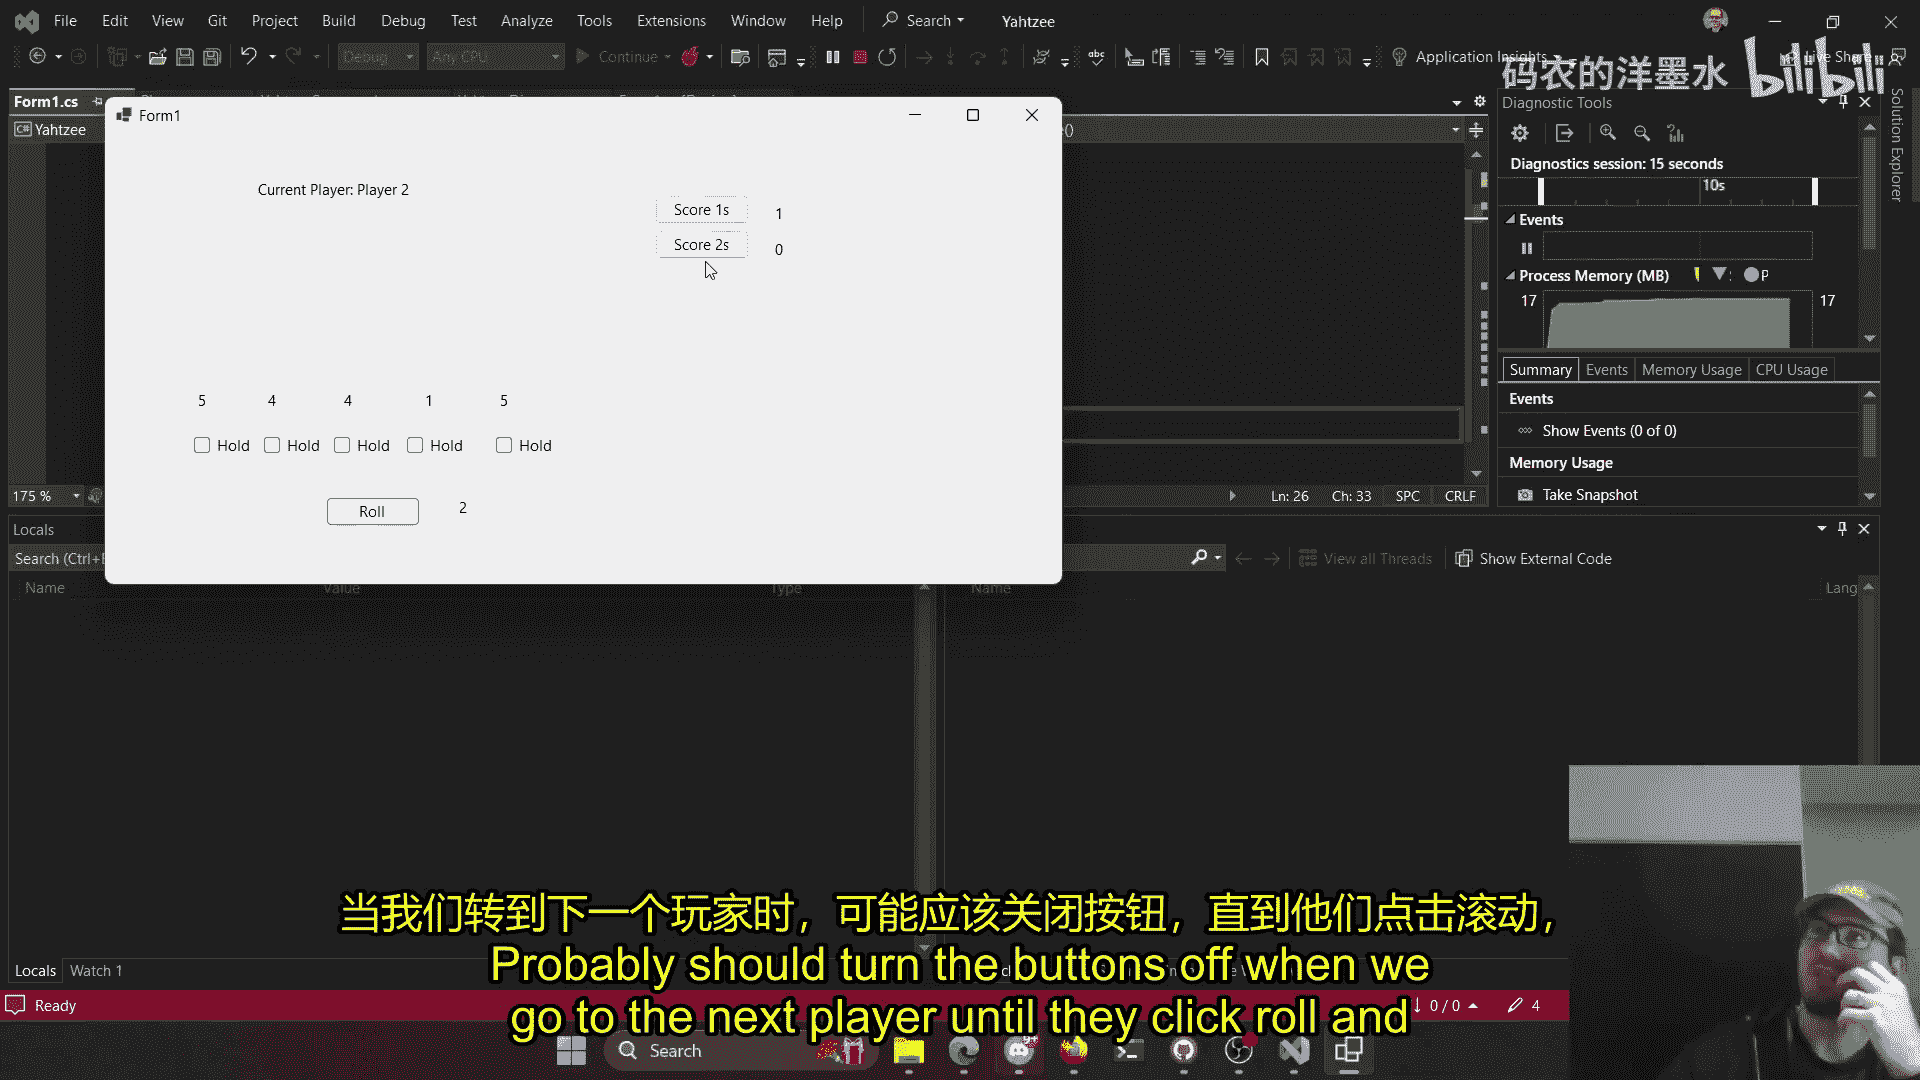 File Edit View Git Project Build Debug Test Analyze Tools Extensions Window Help Search Yahtzee
Debug Any CPU Continue Application Insights Live Share
码衣的洋墨水 bilibili
Form1.cs
Diagnostic Tools
Yahtzee
Form1
Solution Explorer
Diagnostics session: 15 seconds
10s
Current Player: Player 2
Score 1s 1
Score 2s 0
Events
Process Memory (MB) P
17 17
Summary Events Memory Usage CPU Usage
Events
Show Events (0 of 0)
Memory Usage
Take Snapshot
5 4 4 1 5
Hold Hold Hold Hold Hold
Roll 2
175 % Ln: 26 Ch: 33 SPC CRLF
Locals
Search (Ctrl+E
View all Threads Show External Code
Name Value Type Name Lang
当我们转到下一个玩家时，可能应该关闭按钮，直到他们点击滚动，
Probably should turn the buttons off when we
go to the next player until they click roll and
Locals Watch 1
Ready 0 / 0 4
Search